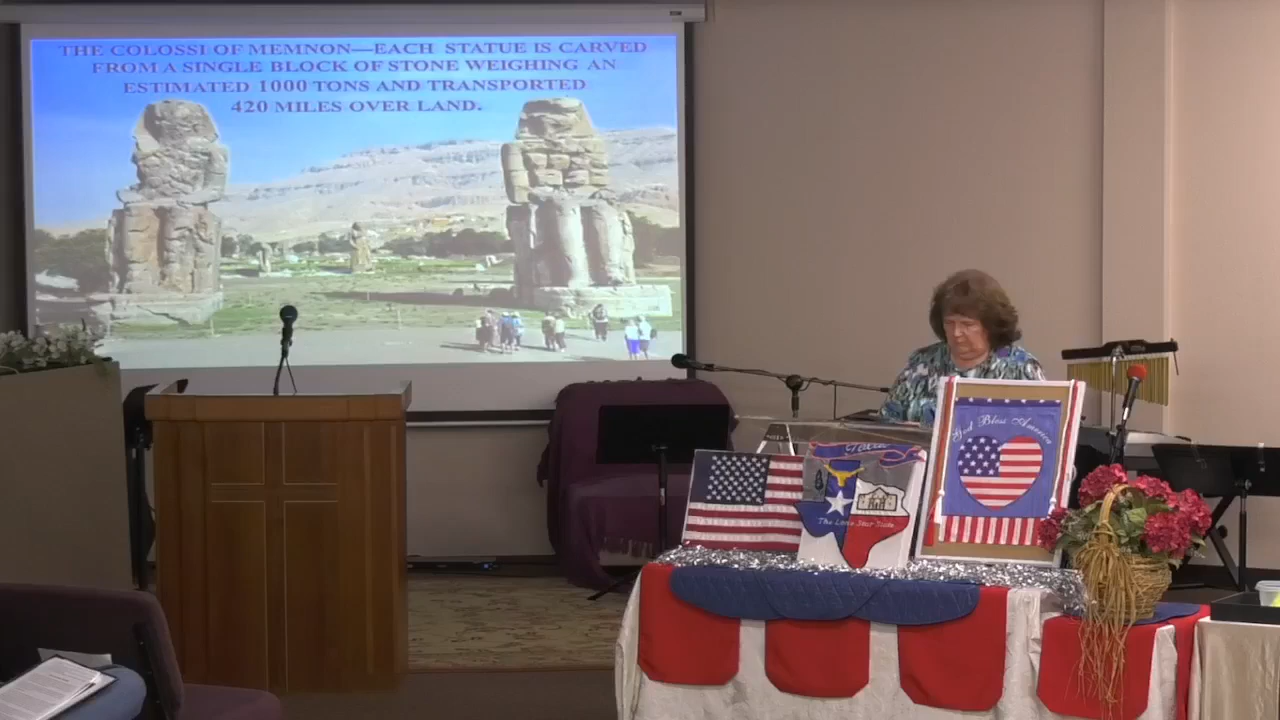 THE COLOSSI OF MEMNON—EACH STATUE IS CARVED
FROM A SINGLE BLOCK OF STONE WEIGHING AN
ESTIMATED 1000 TONS AND TRANSPORTED
420 MILES OVER LAND.
God Bless America
Texas
The Lone Star State